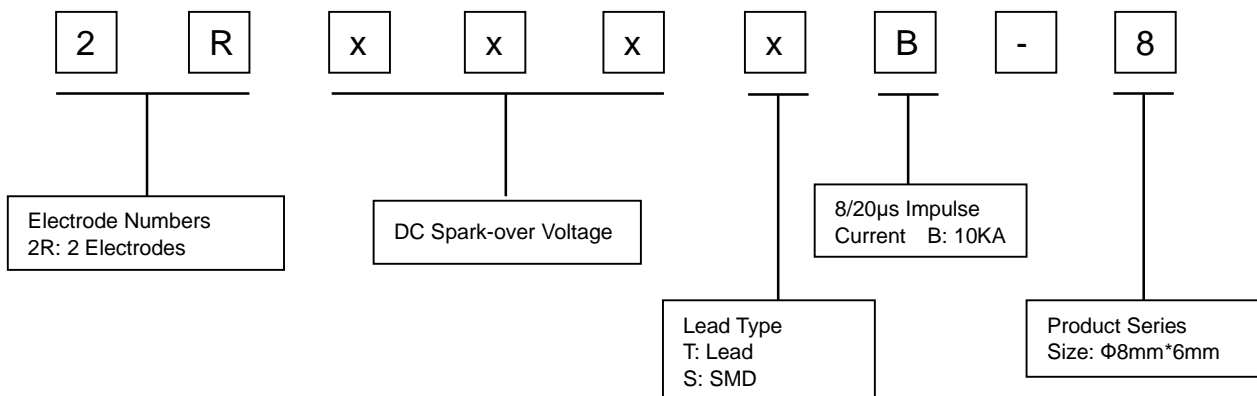 2 R x x x x B - 8
Electrode Numbers
2R: 2 Electrodes
DC Spark-over Voltage
8/20μs Impulse
Current B: 10KA
Lead Type
T: Lead
S: SMD
Product Series
Size: Φ8mm*6mm